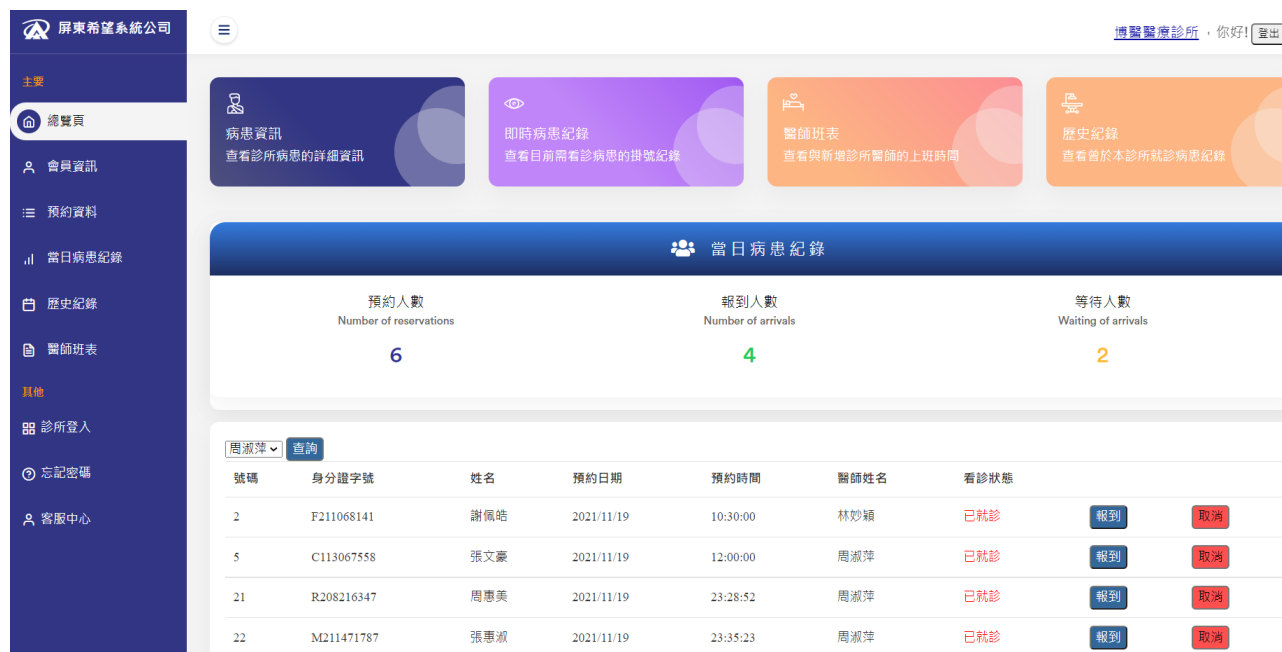 屏東希望系統公司
博醫醫療診所，你好! 登出
主要
總覽頁
會員資訊
預約資料
當日病患紀錄
歷史紀錄
醫師班表
其他
診所登入
忘記密碼
客服中心
病患資訊
查看診所病患的詳細資訊
即時病患紀錄
查看目前需看診病患的掛號紀錄
醫師班表
查看與新增診所醫師的上班時間
歷史紀錄
查看曾於本診所就診病患紀錄
當日病患紀錄
預約人數 報到人數 等待人數
Number of reservations Number of arrivals Waiting of arrivals
6 4 2
周淑萍 查詢
號碼 身分證字號 姓名 預約日期 預約時間 醫師姓名 看診狀態
2 F211068141 謝佩皓 2021/11/19 10:30:00 林妙穎 已就診 報到 取消
5 C113067558 張文豪 2021/11/19 12:00:00 周淑萍 已就診 報到 取消
21 R208216347 周惠美 2021/11/19 23:28:52 周淑萍 已就診 報到 取消
22 M211471787 張惠淑 2021/11/19 23:35:23 周淑萍 已就診 報到 取消